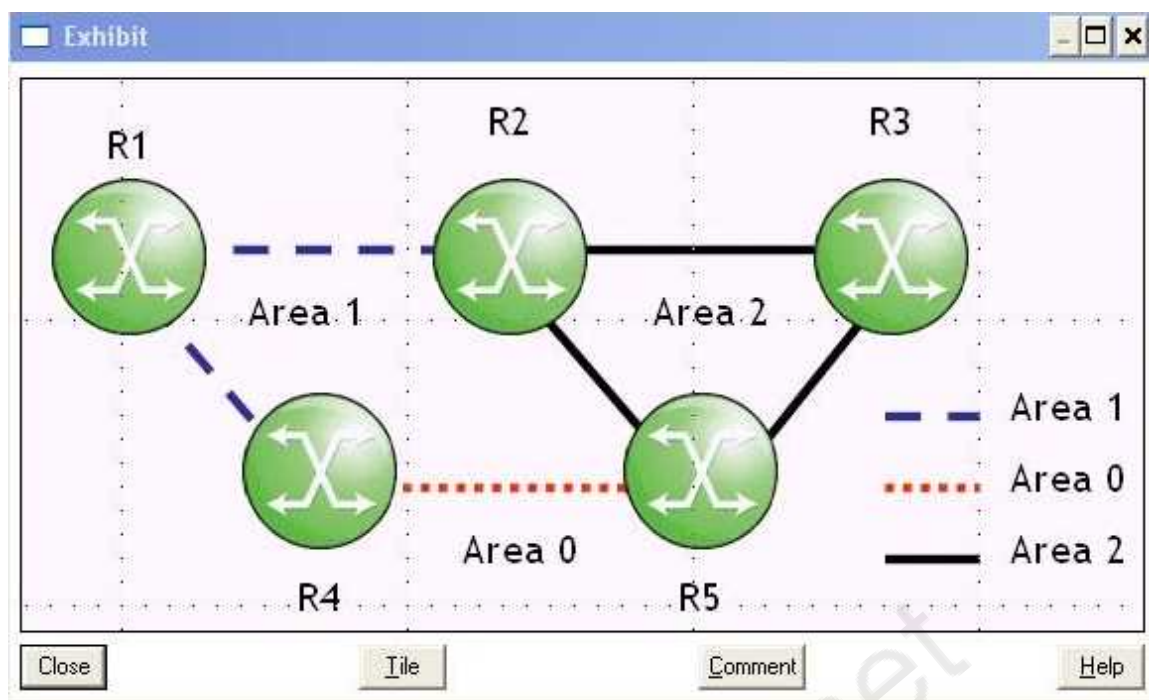 Exhibit
R1
R2
R3
Area 1
Area 2
Area 1
Area 0
Area 2
Area 0
R4
R5
Close
Tile
Comment
Help